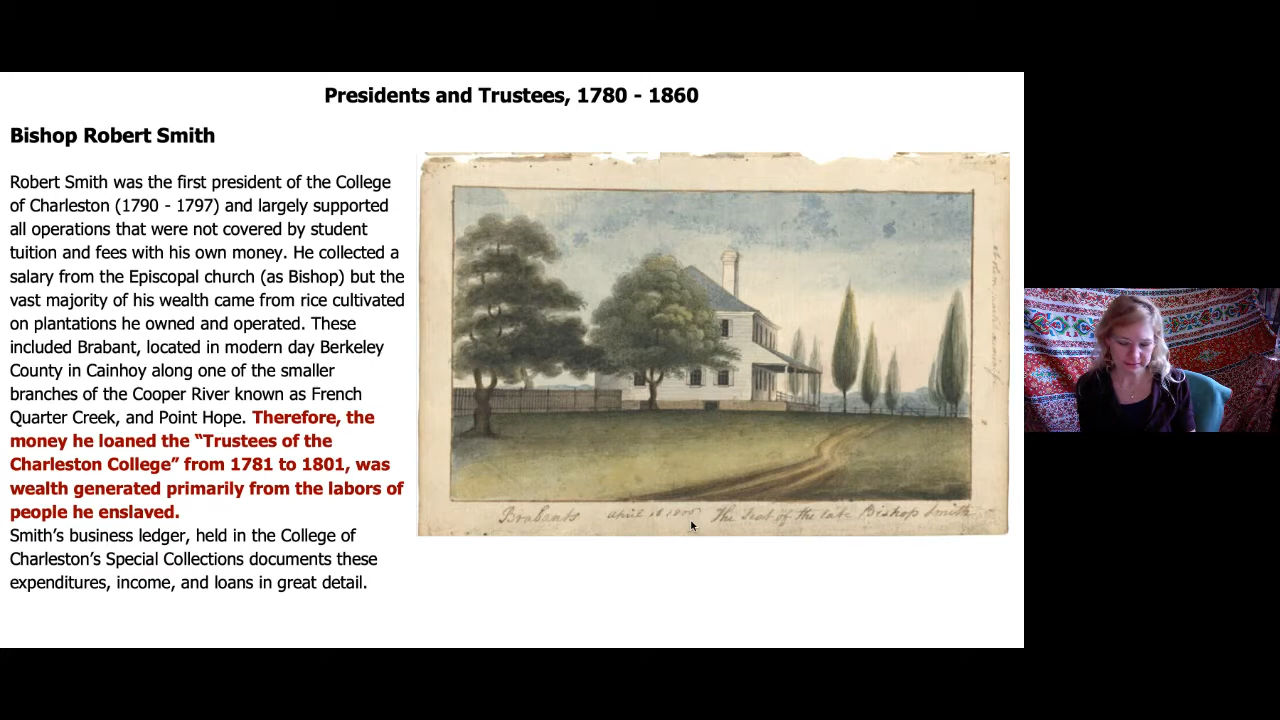 Presidents and Trustees, 1780 - 1860
Bishop Robert Smith
Robert Smith was the first president of the College
of Charleston (1790 - 1797) and largely supported
all operations that were not covered by student
tuition and fees with his own money. He collected a
salary from the Episcopal church (as Bishop) but the
vast majority of his wealth came from rice cultivated
on plantations he owned and operated. These
included Brabant, located in modern day Berkeley
County in Cainhoy along one of the smaller
branches of the Cooper River known as French
Quarter Creek, and Point Hope. Therefore, the
money he loaned the “Trustees of the
Charleston College” from 1781 to 1801, was
wealth generated primarily from the labors of
people he enslaved.
Smith’s business ledger, held in the College of
Charleston’s Special Collections documents these
expenditures, income, and loans in great detail.
Brabants April The Seat of the late Bishop Smith